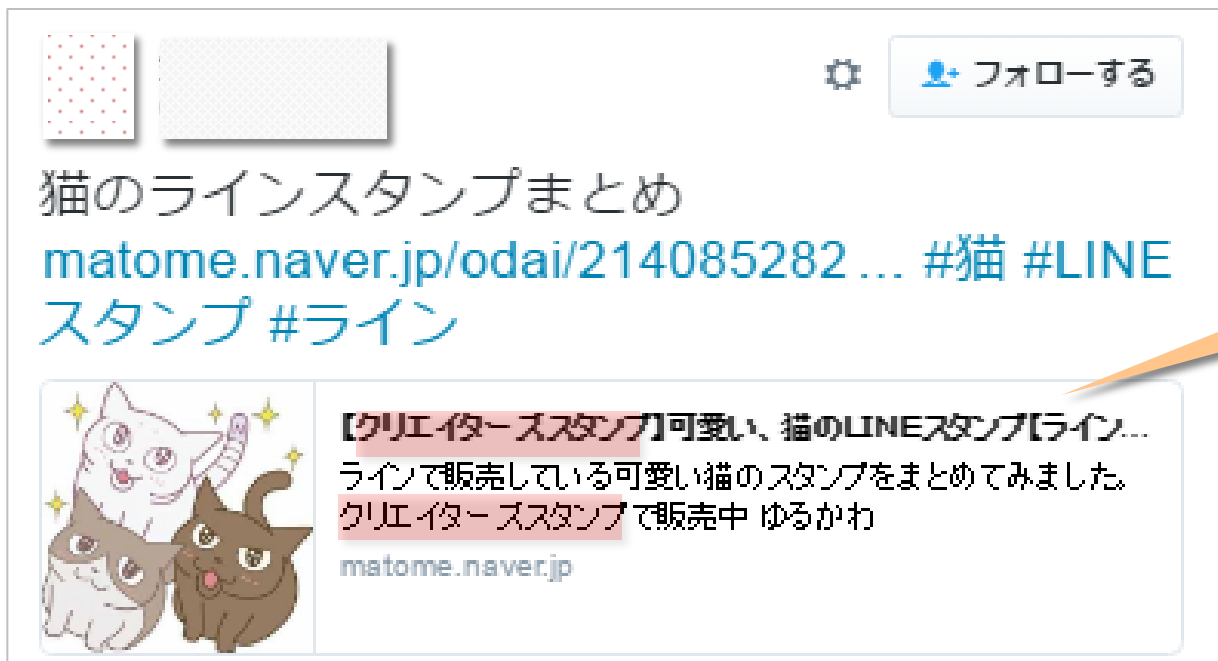 フォローする
猫のラインスタンプまとめ
matome.naver.jp/odai/214085282... #猫 #LINE
スタンプ #ライン
【クリエイターズスタンプ】可愛い、猫のLINEスタンプ【ライン...
ラインで販売している可愛い猫のスタンプをまとめてみました。
クリエイターズスタンプで販売中 ゆるかわ
matome.naver.jp